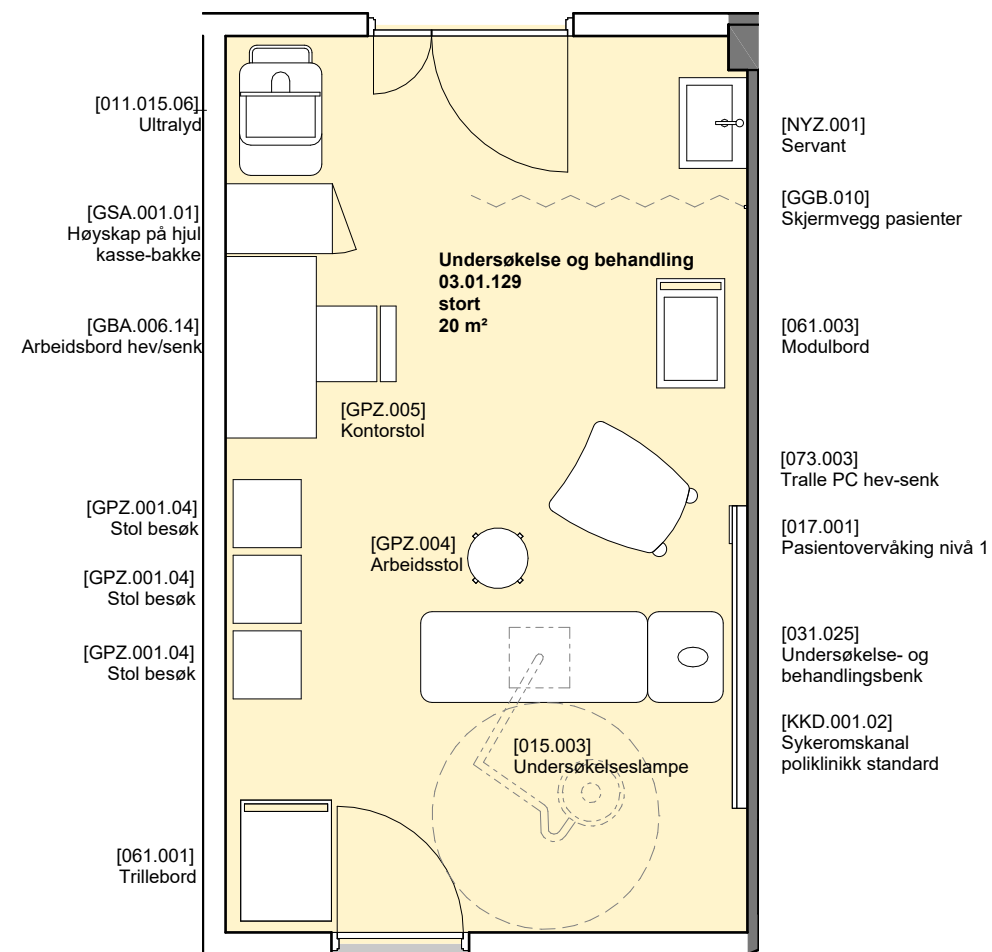 [011.015.06]
Ultralyd
[GSA.001.01]
Høyskap på hjul
kasse-bakke
[GBA.006.14]
Arbeidsbord hev/senk
[GPZ.001.04]
Stol besøk
[GPZ.001.04]
Stol besøk
[GPZ.001.04]
Stol besøk
[061.001]
Trillebord
Undersøkelse og behandling
03.01.129
stort
20 m²
[GPZ.005]
Kontorstol
[GPZ.004]
Arbeidsstol
[015.003]
Undersøkelseslampe
[NYZ.001]
Servant
[GGB.010]
Skjermvegg pasienter
[061.003]
Modulbord
[073.003]
Tralle PC hev-senk
[017.001]
Pasientovervåking nivå 1
[031.025]
Undersøkelse- og
behandlingsbenk
[KKD.001.02]
Sykeromskanal
poliklinikk standard